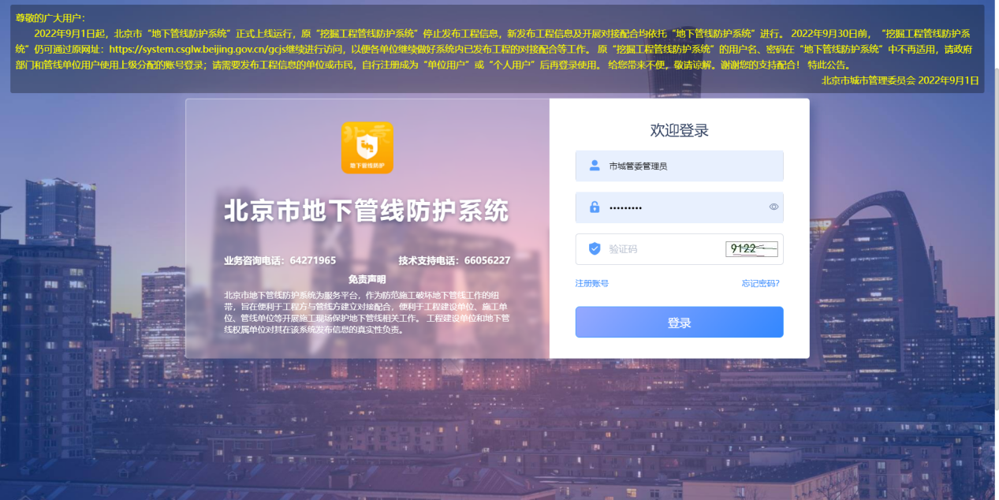 尊敬的广大用户：
2022年9月1日起，北京市“地下管线防护系统”正式上线运行，原“挖掘工程管线防护系统”停止发布工程信息，新发布工程信息及开展对接配合均依托“地下管线防护系统”进行。 2022年9月30日前，“挖掘工程管线防护系
统”仍可通过原网址：https://system.csglw.beijing.gov.cn/gcjs继续进行访问，以便各单位继续做好系统内已发布工程的对接配合等工作。 原“挖掘工程管线防护系统”的用户名、密码在“地下管线防护系统”中不再适用，请政府
部门和管线单位用户使用上级分配的账号登录；请需要发布工程信息的单位或市民，自行注册成为“单位用户”或“个人用户”后再登录使用。 给您带来不便，敬请谅解。谢谢您的支持配合！ 特此公告。
北京市城市管理委员会 2022年9月1日
北京
地下管线防护
北京市地下管线防护系统
业务咨询电话：64271965 技术支持电话：66056227
免责声明
北京市地下管线防护系统为服务平台，作为防范施工破坏地下管线工作的纽
带，旨在便利于工程方与管线方建立对接配合，便利于工程建设单位、施工单
位、管线单位等开展施工现场保护地下管线相关工作。 工程建设单位和地下管
线权属单位对其在该系统发布信息的真实性负责。
欢迎登录
市城管委管理员
•••••••••
验证码 9122
注册账号 忘记密码?
登录